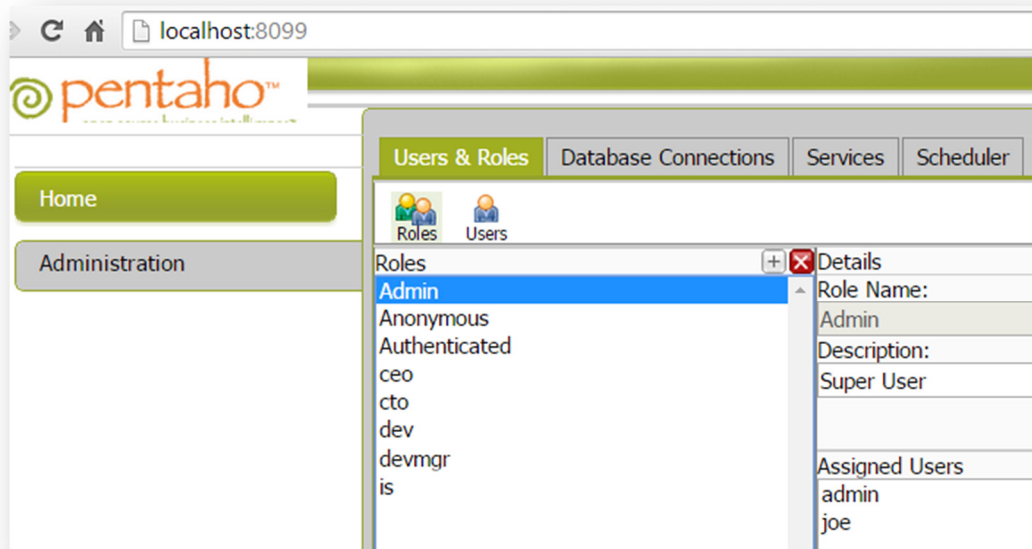 localhost:8099
pentaho™
Users & Roles Database Connections Services Scheduler
Home
Roles Users
Administration
Roles
Details
Admin
Role Name:
Anonymous
Admin
Authenticated
Description:
ceo
Super User
cto
dev
devmgr
Assigned Users
is
admin
joe